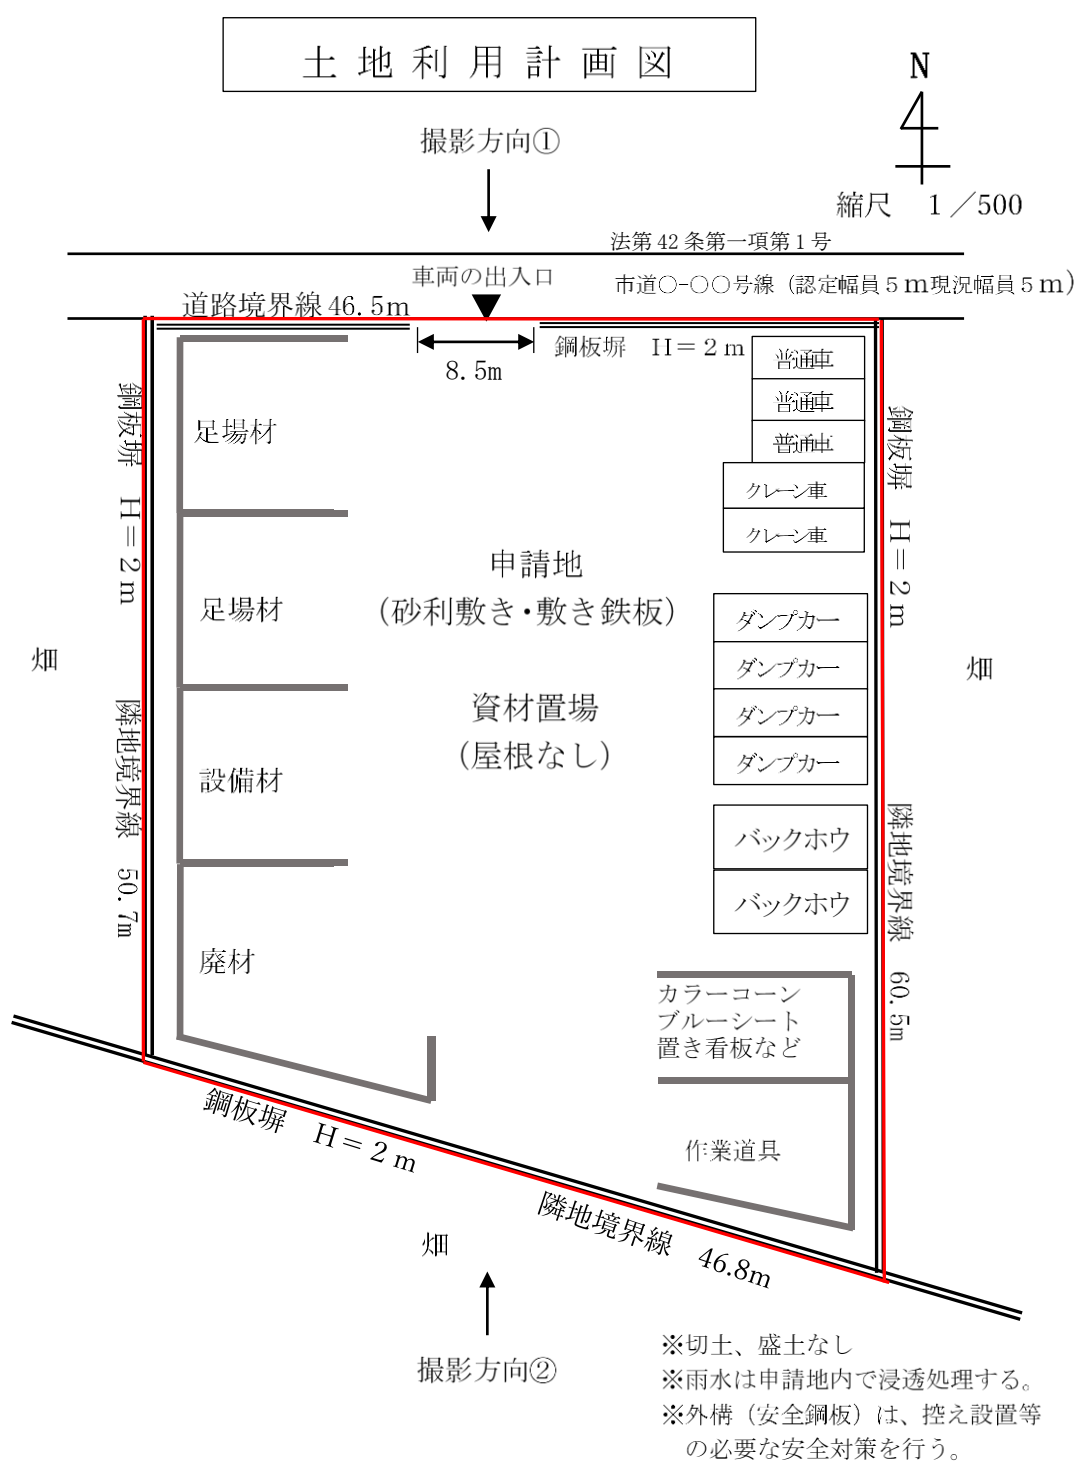 土地利用計画図
N
撮影方向①
縮尺　1／500
法第42条第一項第1号
車両の出入口
市道○-○○号線（認定幅員５ｍ現況幅員５ｍ）
道路境界線46.5m
鋼板塀　H＝2ｍ
8.5m
普通車
普通車
普通車
クレーン車
クレーン車
鋼板塀　H＝2ｍ
鋼板塀　H＝2ｍ
足場材
申請地
（砂利敷き・敷き鉄板）
足場材
ダンプカー
ダンプカー
ダンプカー
ダンプカー
畑
畑
資材置場
（屋根なし）
設備材
隣地境界線　50.7m
隣地境界線　60.5m
バックホウ
バックホウ
廃材
カラーコーン
ブルーシート
置き看板など
鋼板塀　H＝2ｍ
作業道具
隣地境界線　46.8m
畑
撮影方向②
※切土、盛土なし
※雨水は申請地内で浸透処理する。
※外構（安全鋼板）は、控え設置等
の必要な安全対策を行う。